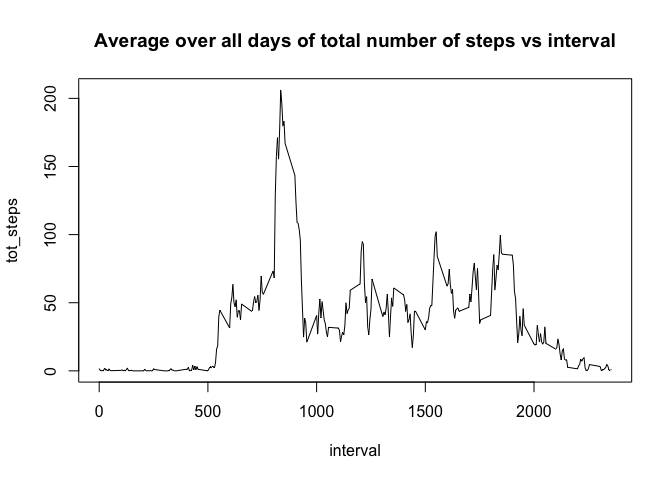 Average over all days of total number of steps vs interval
tot_steps
200
150
100
50
0
0 500 1000 1500 2000
interval